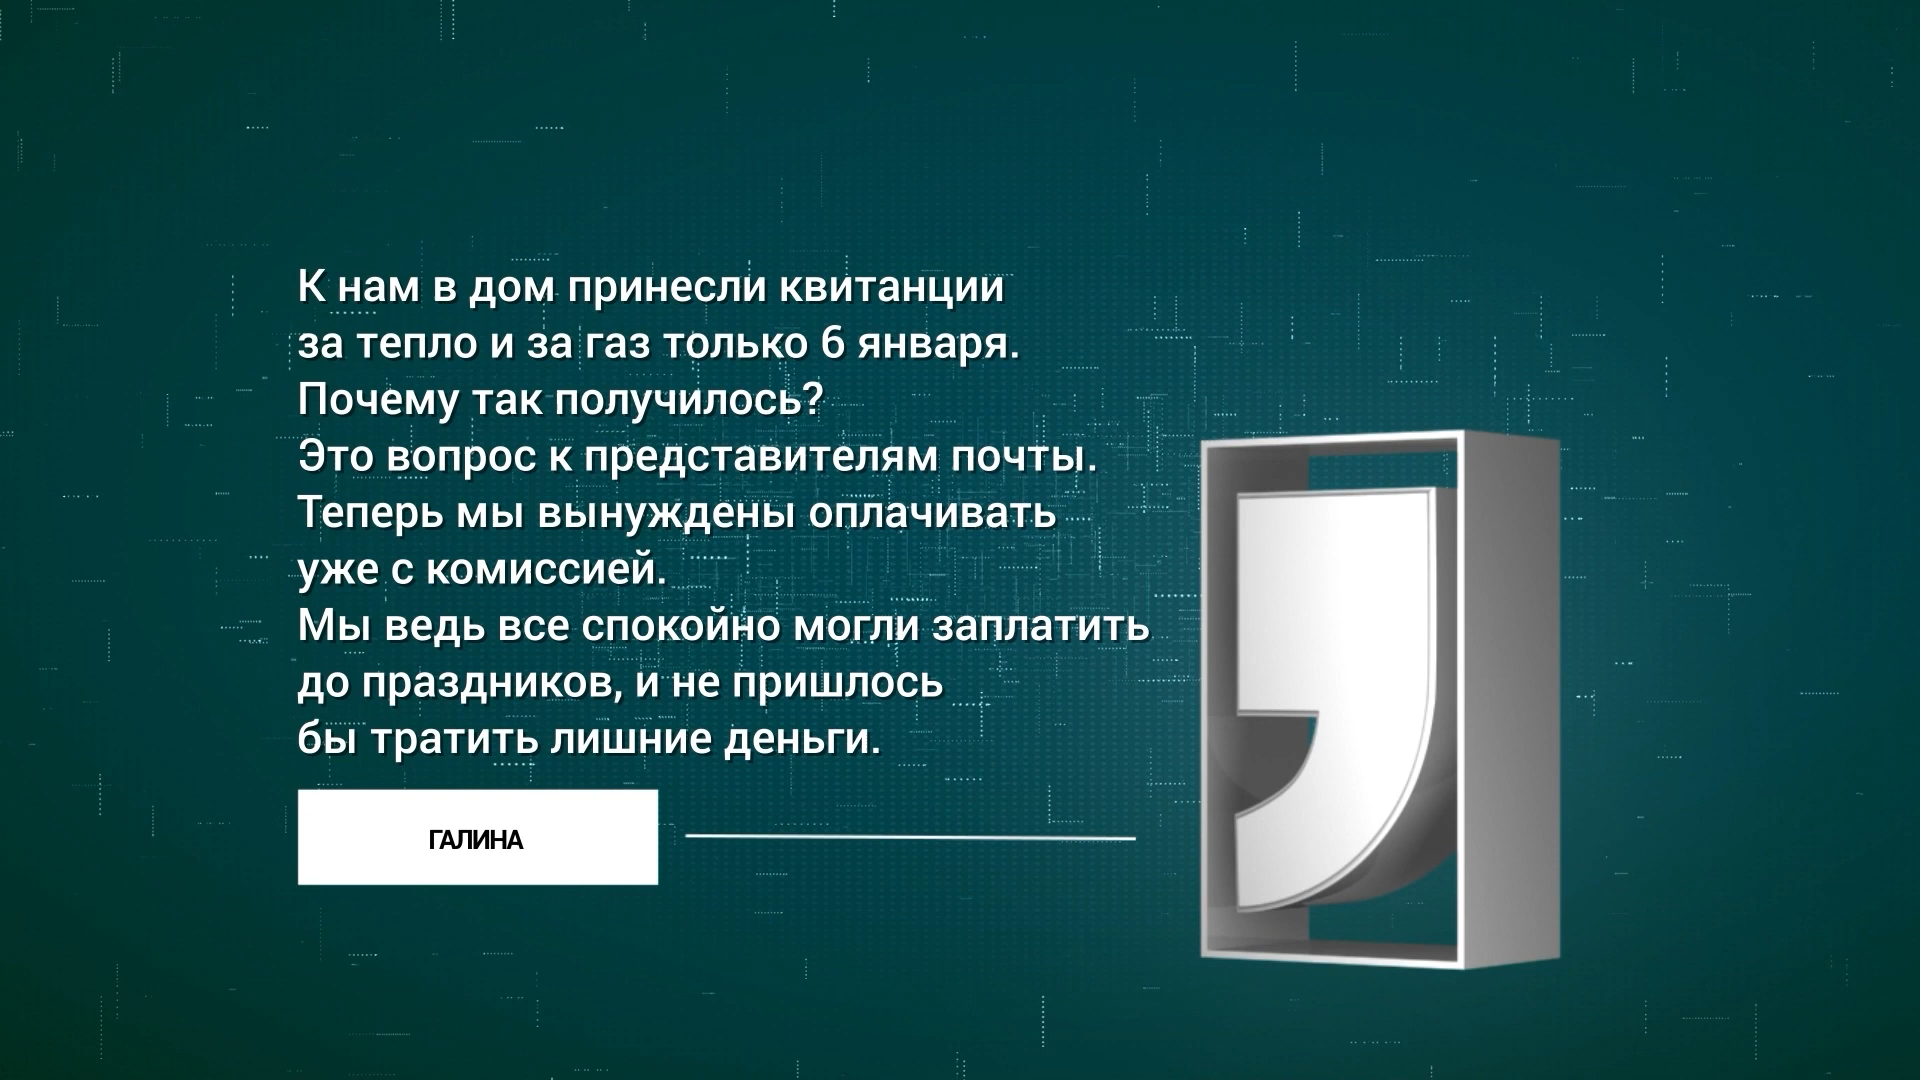 К нам в дом принесли квитанции
за тепло и за газ только 6 января.
Почему так получилось?
Это вопрос к представителям почты.
Теперь мы вынуждены оплачивать
уже с комиссией.
Мы ведь все спокойно могли заплатить
до праздников, и не пришлось
бы тратить лишние деньги.
ГАЛИНА